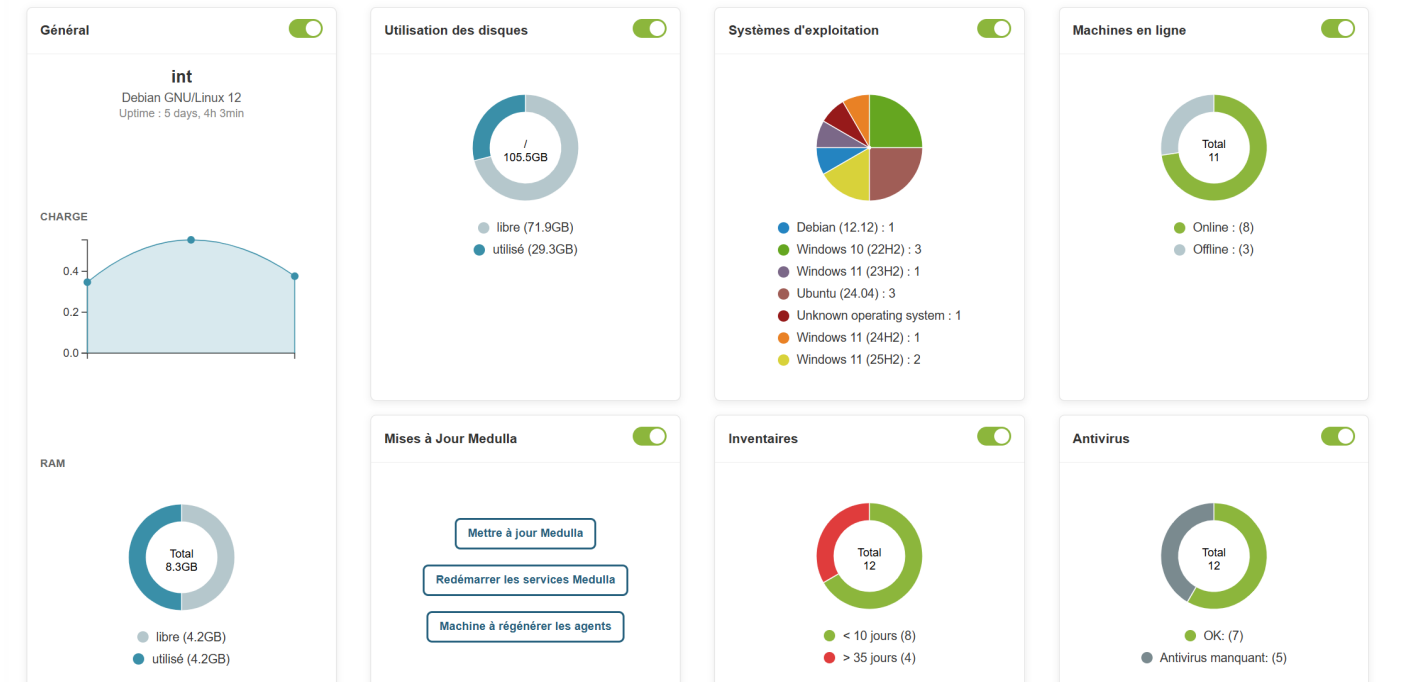 Général
int
Debian GNU/Linux 12
Uptime : 5 days, 4h 3min
CHARGE
0.4
0.2
0.0
RAM
Total
8.3GB
libre (4.2GB)
utilisé (4.2GB)
Utilisation des disques
/
105.5GB
libre (71.9GB)
utilisé (29.3GB)
Systèmes d'exploitation
Debian (12.12) : 1
Windows 10 (22H2) : 3
Windows 11 (23H2) : 1
Ubuntu (24.04) : 3
Unknown operating system : 1
Windows 11 (24H2) : 1
Windows 11 (25H2) : 2
Machines en ligne
Total
11
Online : (8)
Offline : (3)
Mises à Jour Medulla
Mettre à jour Medulla
Redémarrer les services Medulla
Machine à régénérer les agents
Inventaires
Total
12
< 10 jours (8)
> 35 jours (4)
Antivirus
Total
12
OK: (7)
Antivirus manquant: (5)